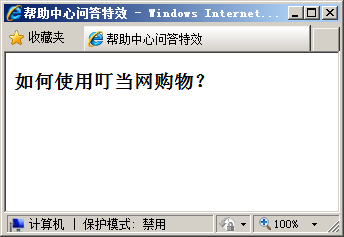 帮助中心问答特效 - Windows Internet...
收藏夹
帮助中心问答特效
如何使用叮当网购物？
计算机 | 保护模式: 禁用
100%